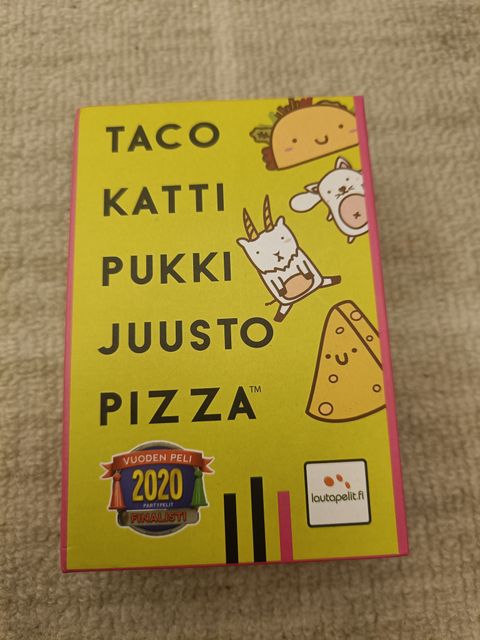 TACO
KATTI
PUKKI
JUUSTO
PIZZA™
VUODEN PELI
2020
PARTYPELIT
FINALISTI
lautapelit.fi